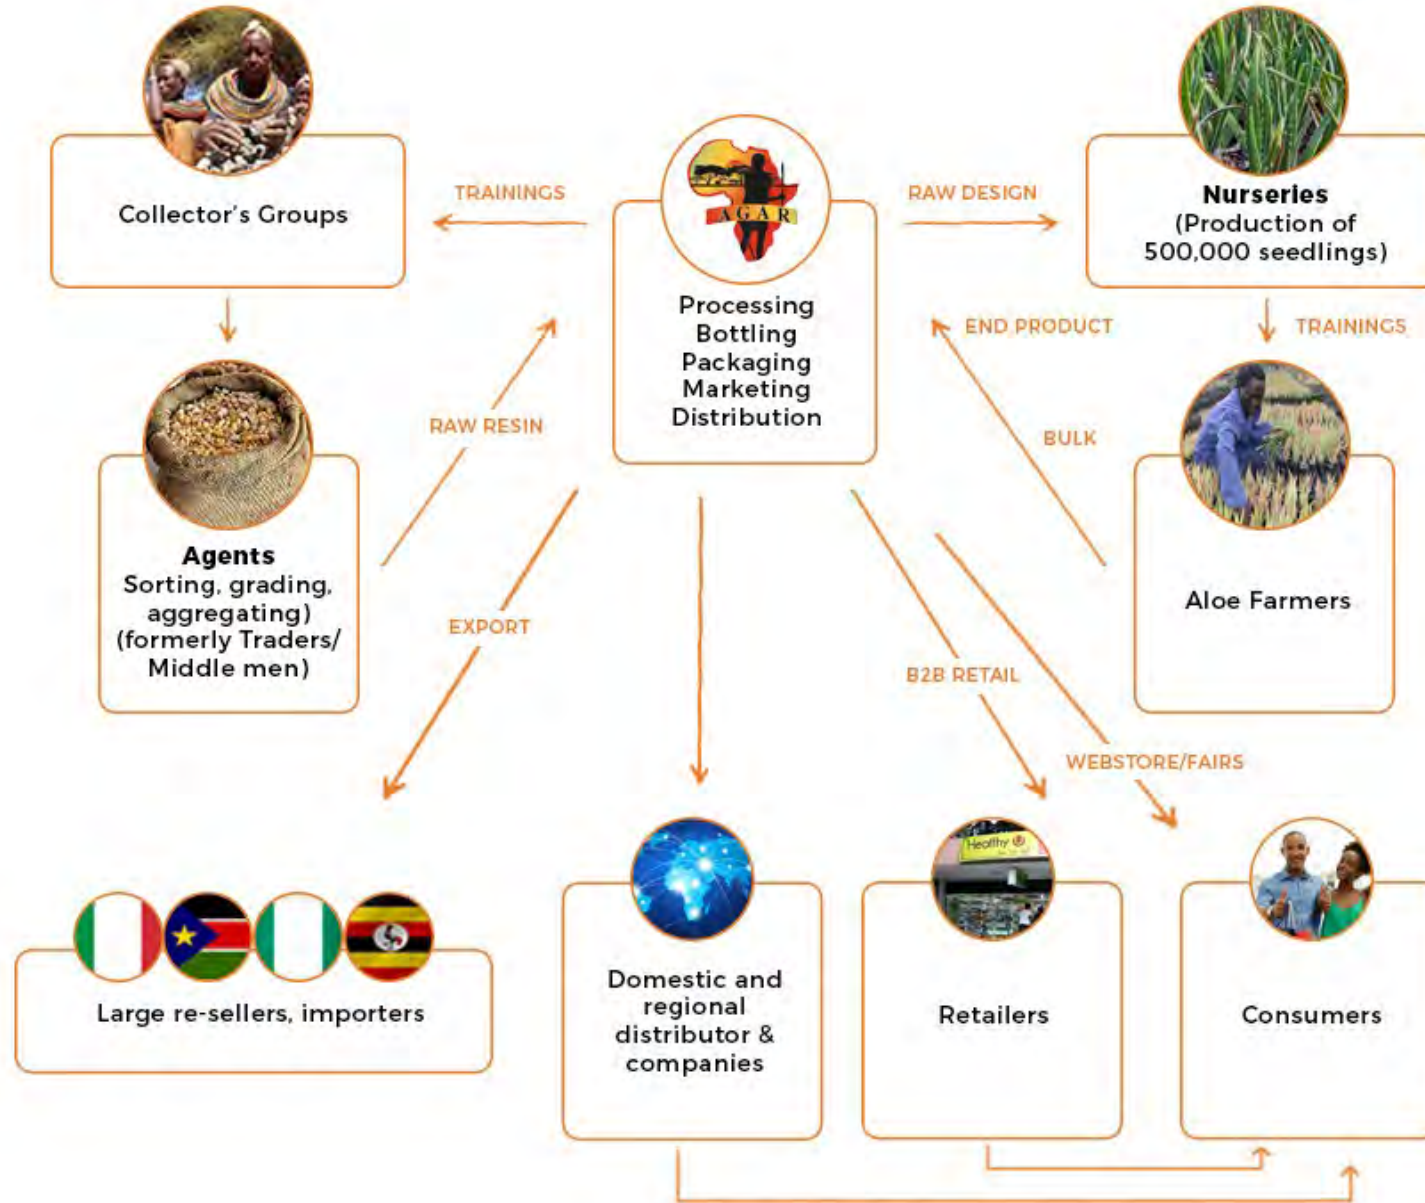 Collector's Groups
TRAININGS
AGAR
Processing
Bottling
Packaging
Marketing
Distribution
RAW DESIGN
Nurseries
(Production of
500,000 seedlings)
END PRODUCT
TRAININGS
RAW RESIN
BULK
Agents
Sorting, grading,
aggregating)
(formerly Traders/
Middle men)
Aloe Farmers
EXPORT
B2B RETAIL
WEBSTORE/FAIRS
Healthy U
Large re-sellers, importers
Domestic and
regional
distributor &
companies
Retailers
Consumers